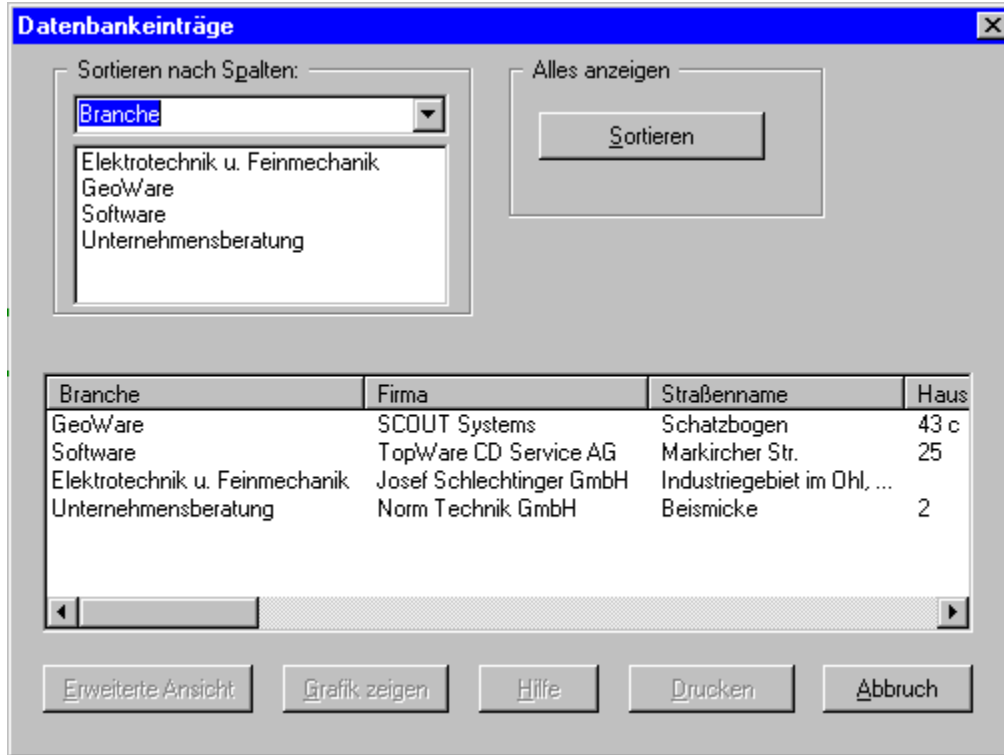 Datenbankeinträge
Sortieren nach Spalten:
Alles anzeigen
Branche
Sortieren
Elektrotechnik u. Feinmechanik
GeoWare
Software
Unternehmensberatung
Branche Firma Straßenname Haus
GeoWare SCOUT Systems Schatzbogen 43 c
Software TopWare CD Service AG Markircher Str. 25
Elektrotechnik u. Feinmechanik Josef Schlechtinger GmbH Industriegebiet im Ohl, ...
Unternehmensberatung Norm Technik GmbH Beismicke 2
Erweiterte Ansicht Grafik zeigen Hilfe Drucken Abbruch